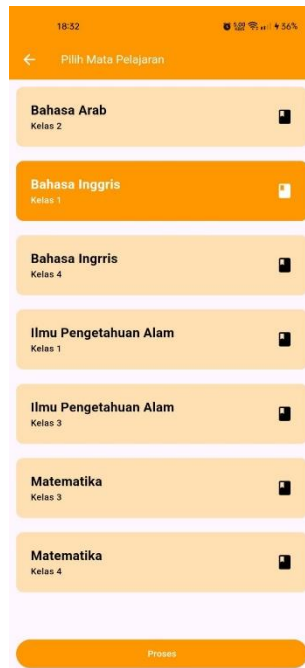 18:32
56%
Pilih Mata Pelajaran
Bahasa Arab
Kelas 2
Bahasa Inggris
Kelas 1
Bahasa Ingrris
Kelas 4
Ilmu Pengetahuan Alam
Kelas 1
Ilmu Pengetahuan Alam
Kelas 3
Matematika
Kelas 3
Matematika
Kelas 4
Proses